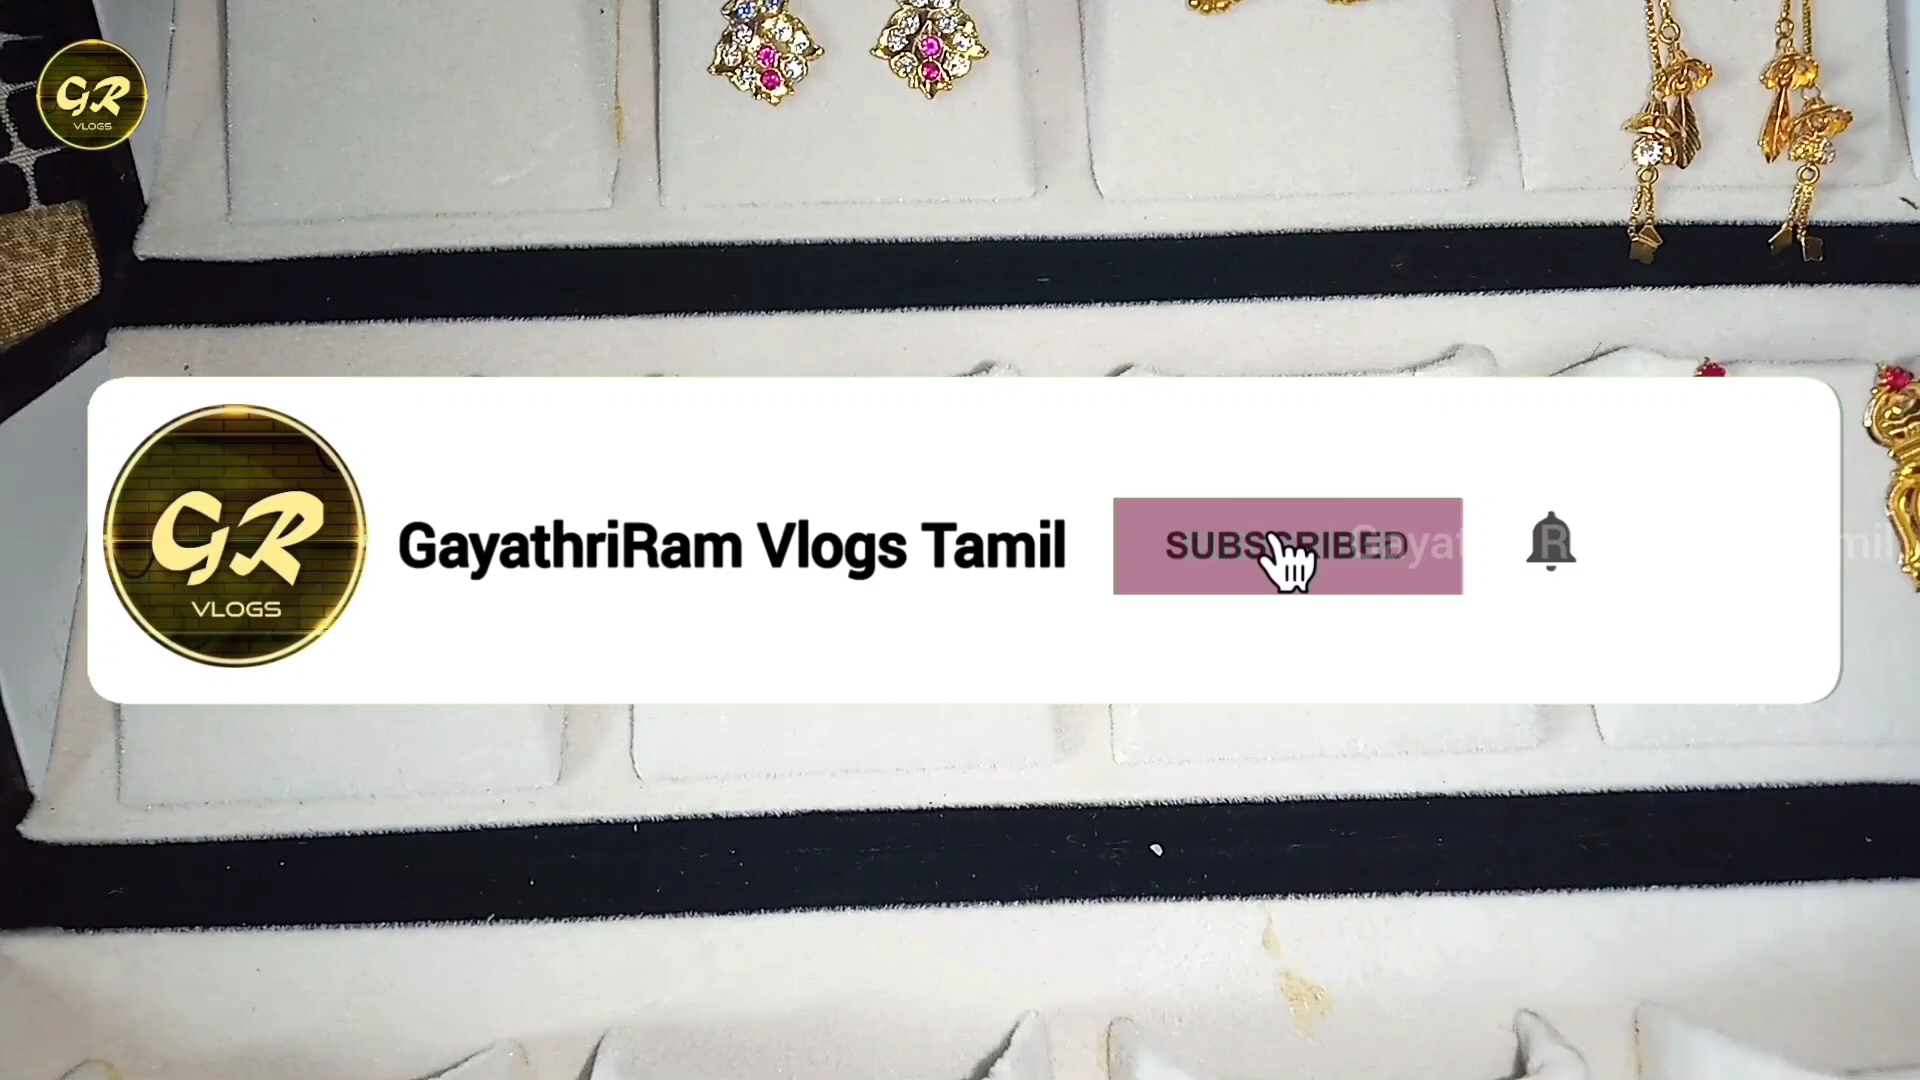 GR
VLOGS
GR
VLOGS
GayathriRam Vlogs Tamil
SUBSCRIBED